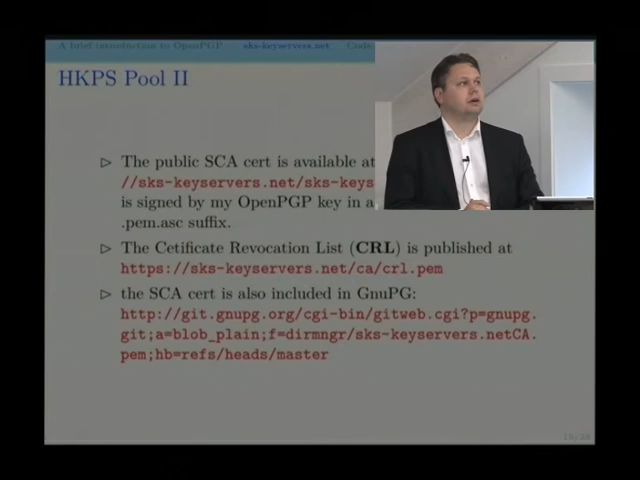 A brief introduction to OpenPGP sks-keyservers.net Code
HKPS Pool II
▷ The public SCA cert is available at
//sks-keyservers.net/sks-keys
is signed by my OpenPGP key in a
.pem.asc suffix.
▷ The Cetificate Revocation List (CRL) is published at
https://sks-keyservers.net/ca/crl.pem
▷ the SCA cert is also included in GnuPG:
http://git.gnupg.org/cgi-bin/gitweb.cgi?p=gnupg.
git;a=blob_plain;f=dirmngr/sks-keyservers.netCA.
pem;hb=refs/heads/master